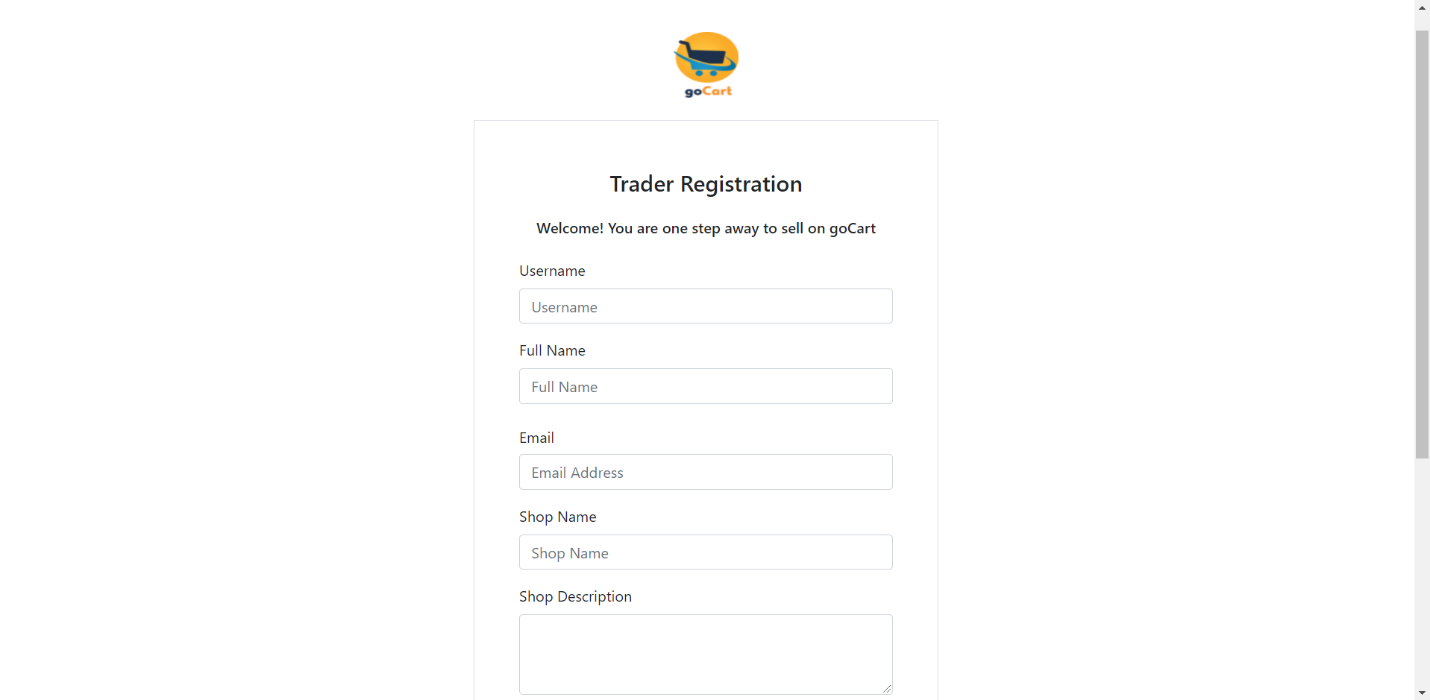 goCart
Trader Registration
Welcome! You are one step away to sell on goCart
Username
Username
Full Name
Full Name
Email
Email Address
Shop Name
Shop Name
Shop Description